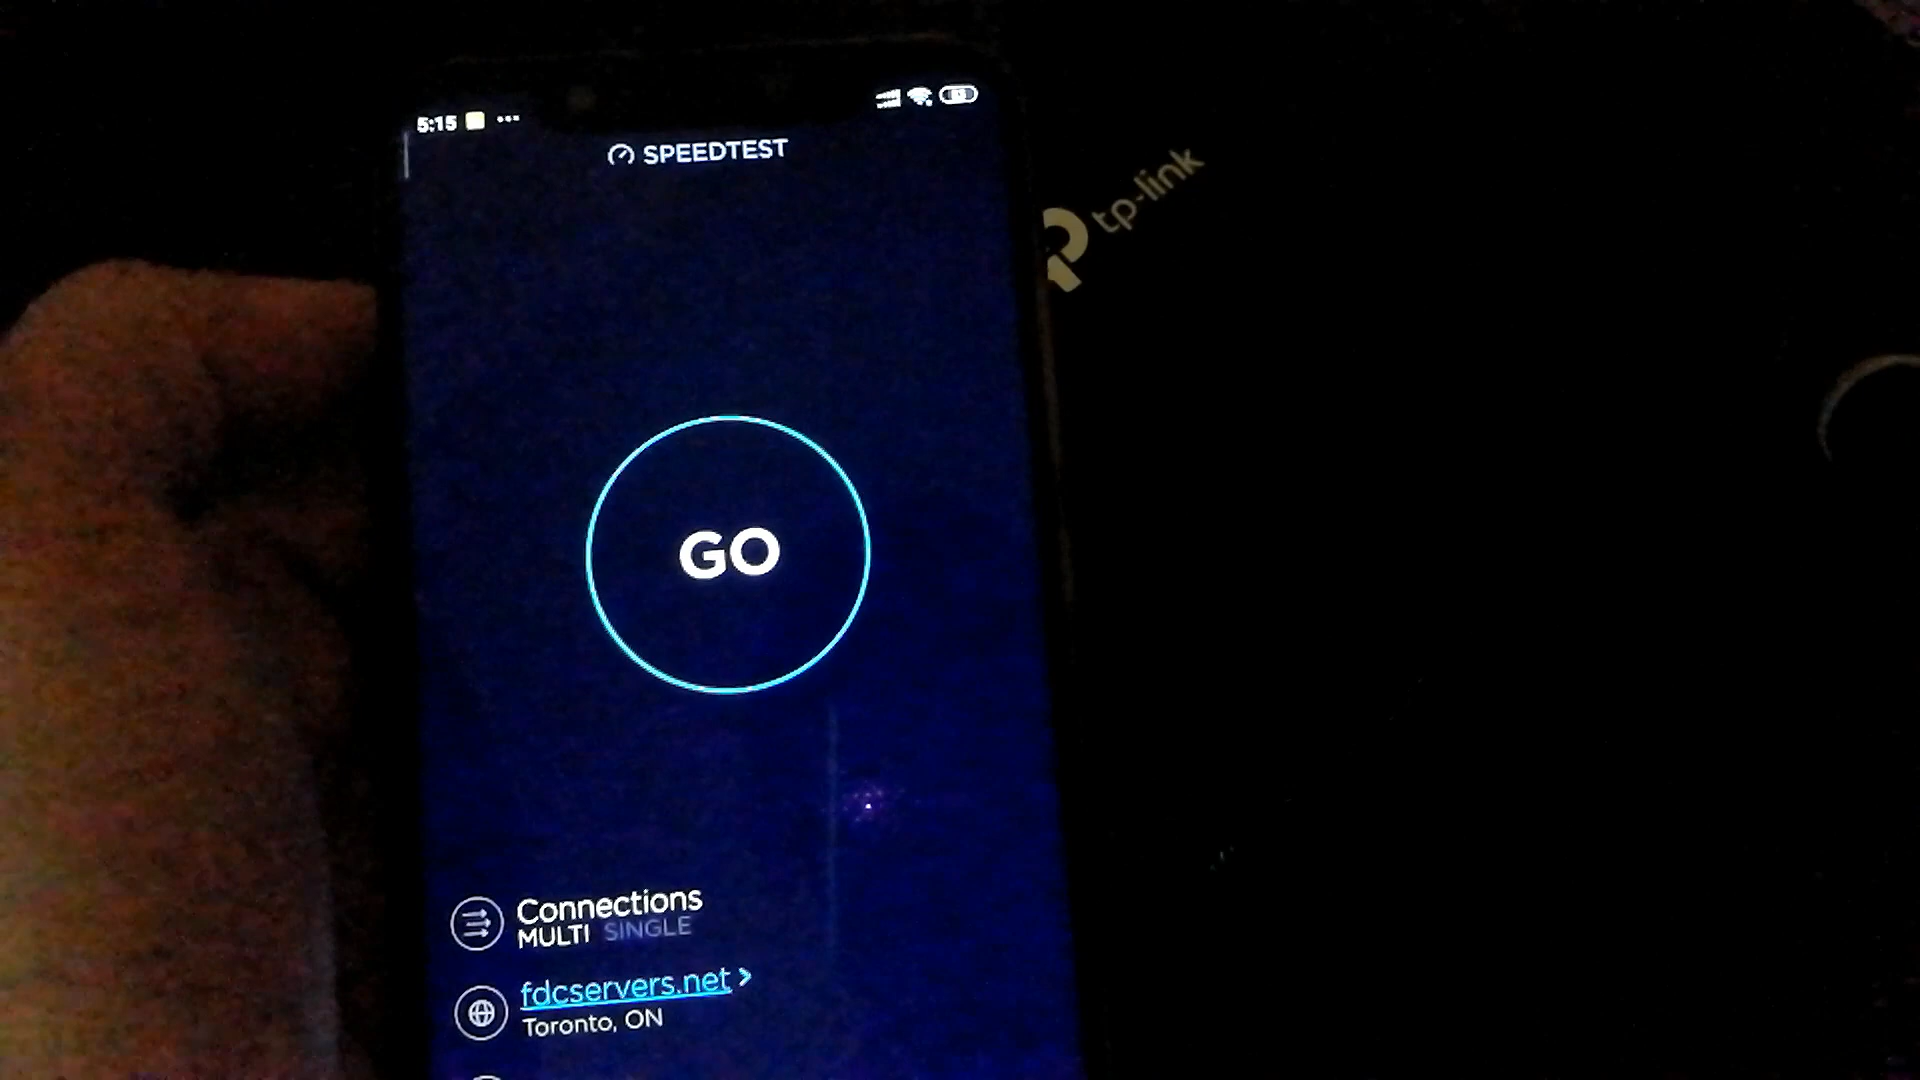 5:15
SPEEDTEST
tp-link
GO
Connections
MULTI SINGLE
fdcservers.net >
Toronto, ON